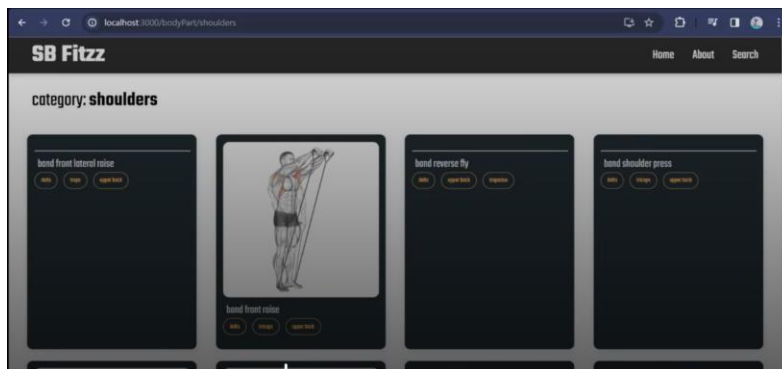 localhost:3000/bodyPart/shoulders
SB Fitzz
Home About Search
category: shoulders
band front lateral raise
delts traps upper back
band front raise
delts triceps upper back
band reverse fly
delts upper back trapezius
band shoulder press
delts triceps upper back